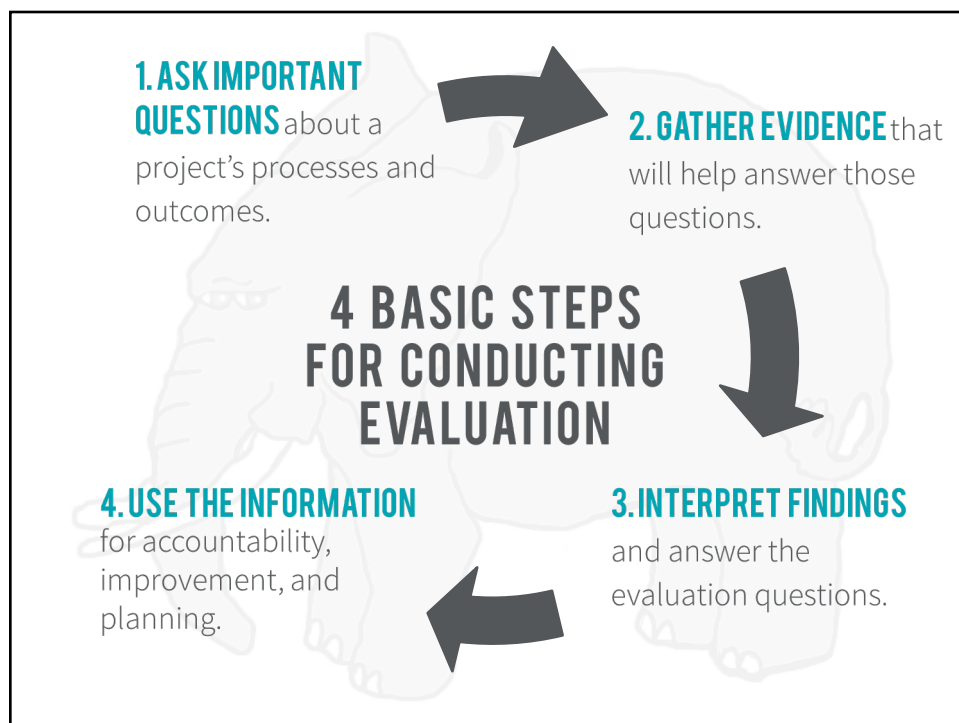 1. ASK IMPORTANT
QUESTIONS about a
project’s processes and
outcomes.
2. GATHER EVIDENCE that
will help answer those
questions.
4 BASIC STEPS
FOR CONDUCTING
EVALUATION
3. INTERPRET FINDINGS
and answer the
evaluation questions.
4. USE THE INFORMATION
for accountability,
improvement, and
planning.